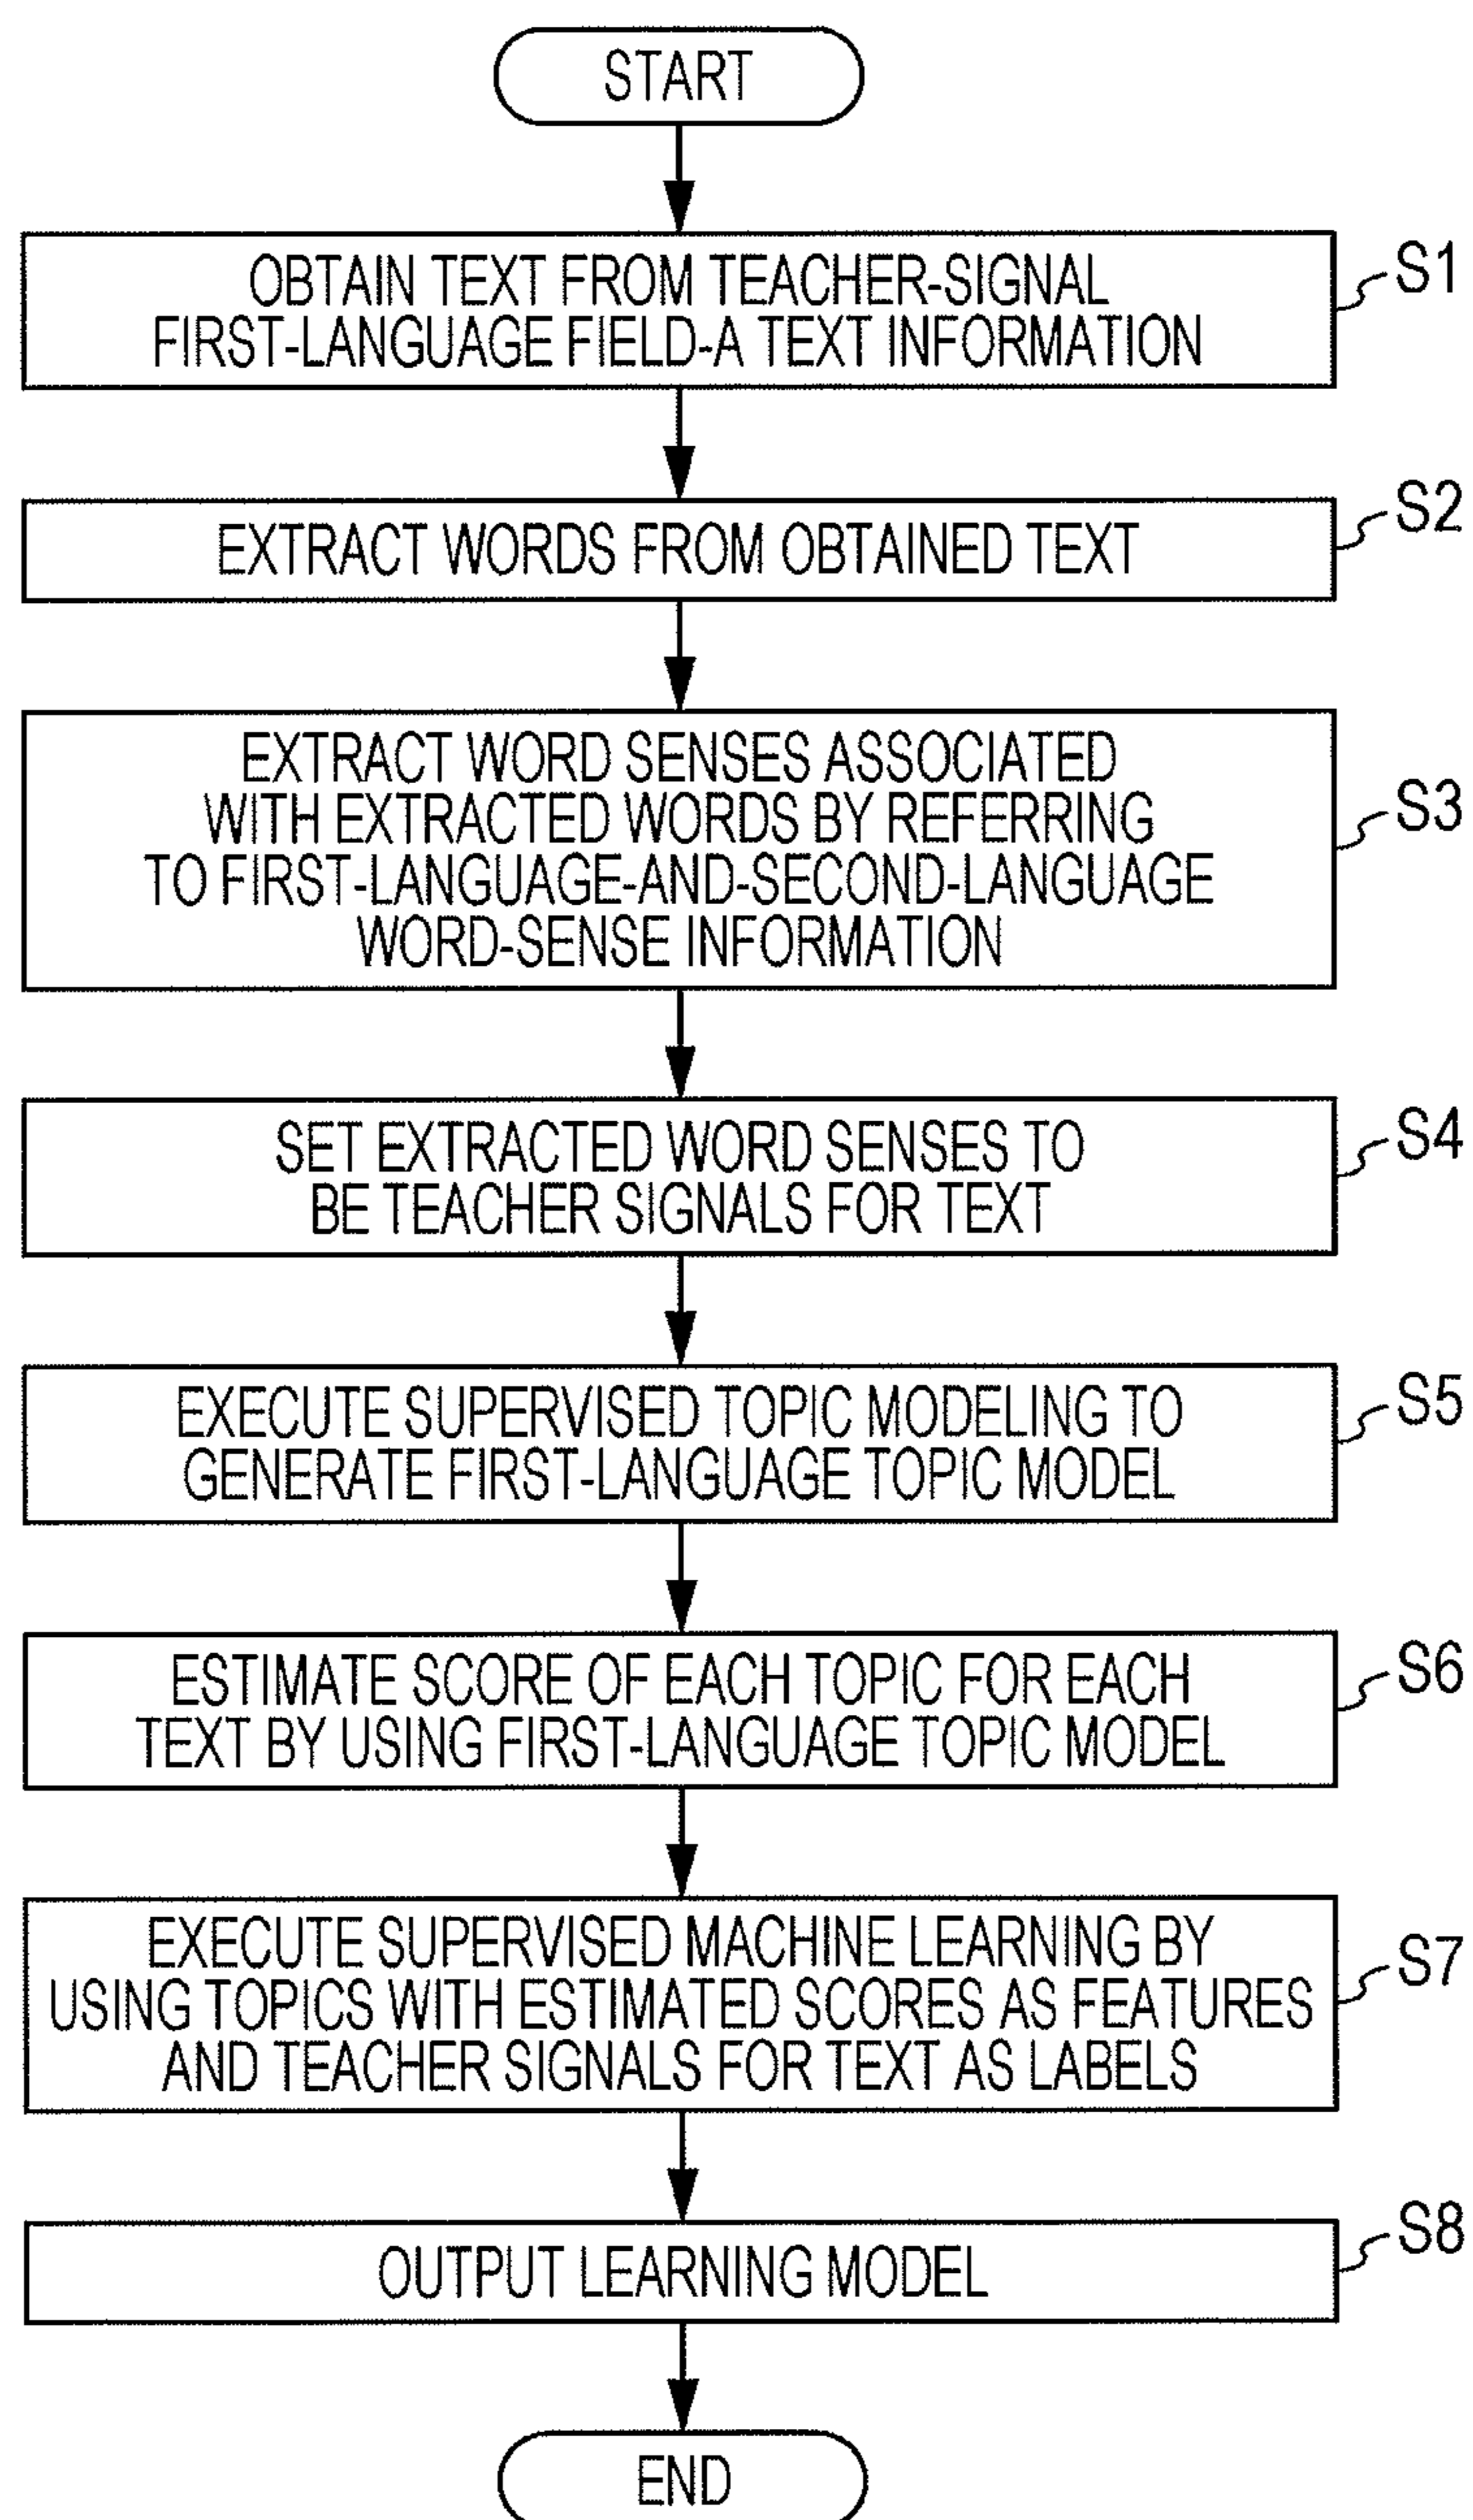 START
OBTAIN TEXT FROM TEACHER-SIGNAL
FIRST-LANGUAGE FIELD-A TEXT INFORMATION
S1
EXTRACT WORDS FROM OBTAINED TEXT
S2
EXTRACT WORD SENSES ASSOCIATED
WITH EXTRACTED WORDS BY REFERRING
TO FIRST-LANGUAGE-AND-SECOND-LANGUAGE
WORD-SENSE INFORMATION
S3
SET EXTRACTED WORD SENSES TO
BE TEACHER SIGNALS FOR TEXT
S4
EXECUTE SUPERVISED TOPIC MODELING TO
GENERATE FIRST-LANGUAGE TOPIC MODEL
S5
ESTIMATE SCORE OF EACH TOPIC FOR EACH
TEXT BY USING FIRST-LANGUAGE TOPIC MODEL
S6
EXECUTE SUPERVISED MACHINE LEARNING BY
USING TOPICS WITH ESTIMATED SCORES AS FEATURES
AND TEACHER SIGNALS FOR TEXT AS LABELS
S7
OUTPUT LEARNING MODEL
S8
END